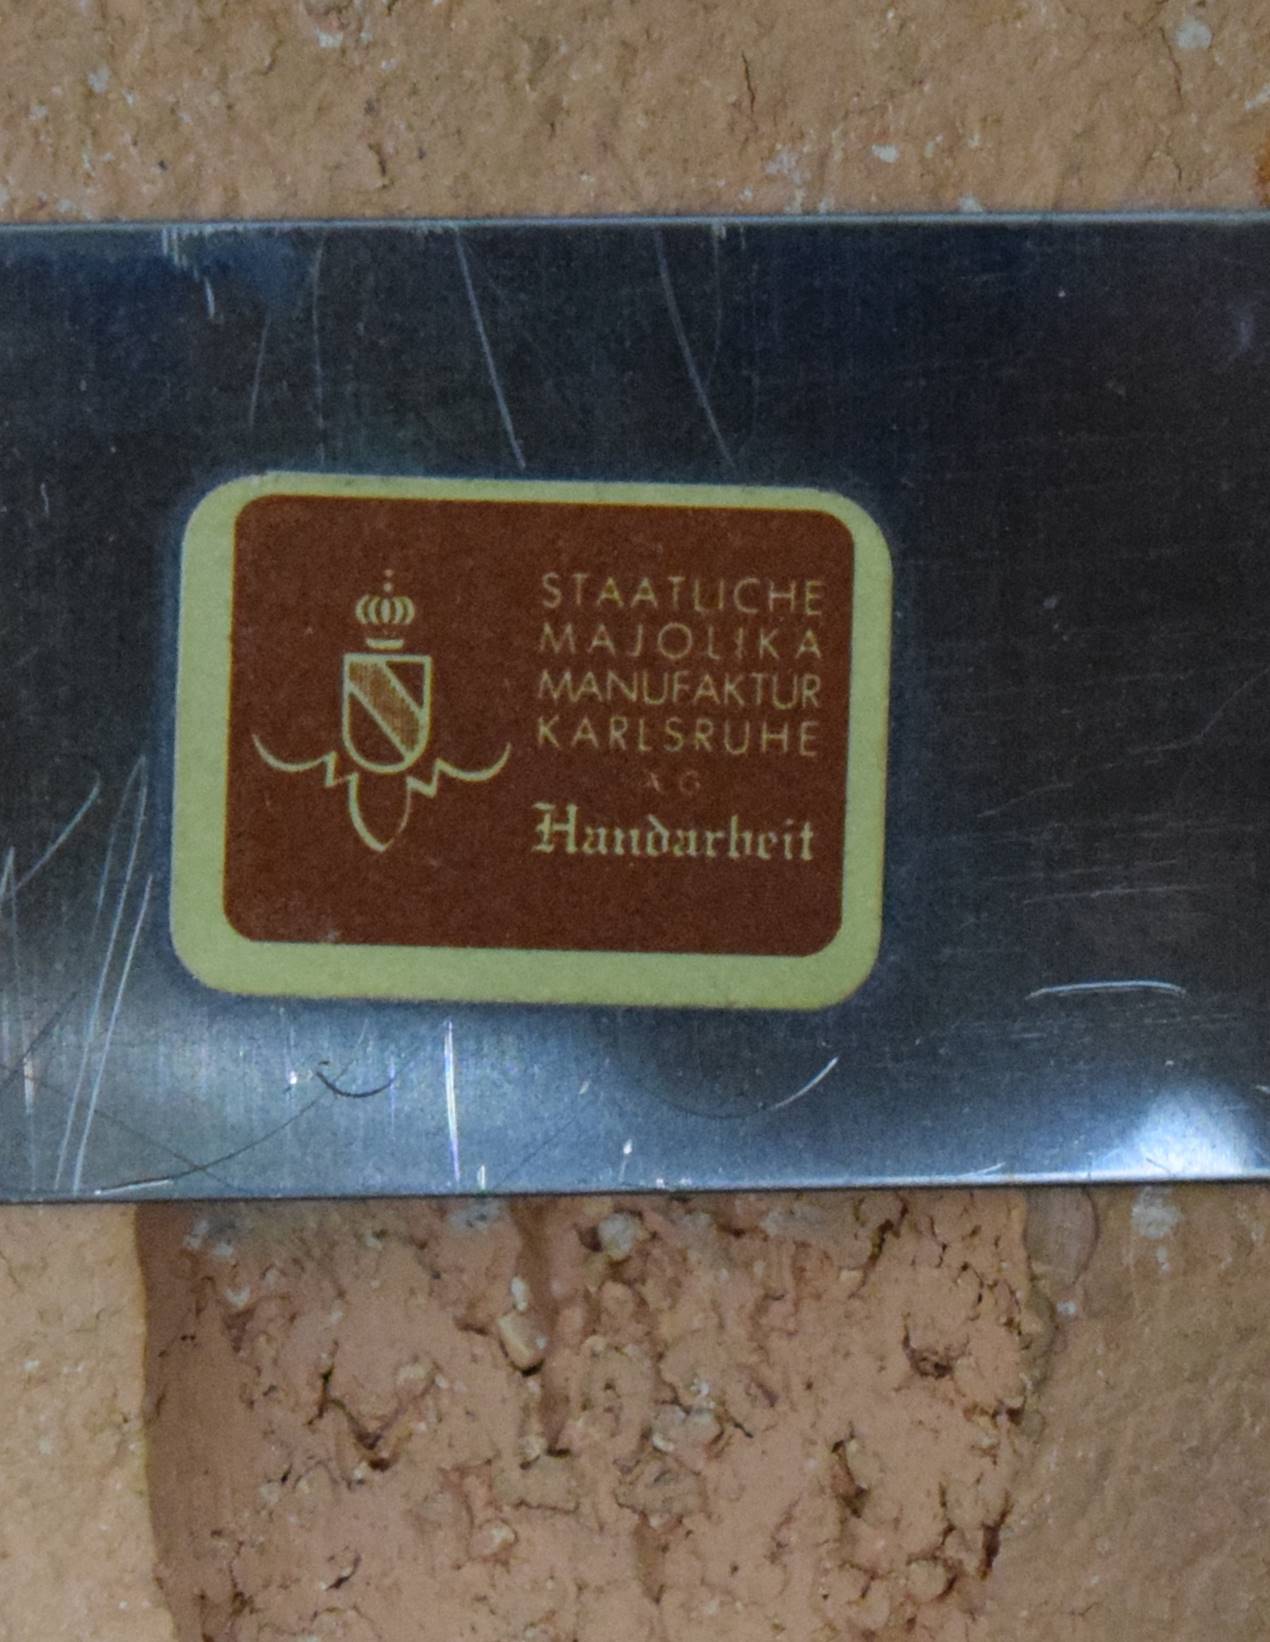 STAATLICHE
MAJOLIKA
MANUFAKTUR
KARLSRUHE
AG
Handarbeit